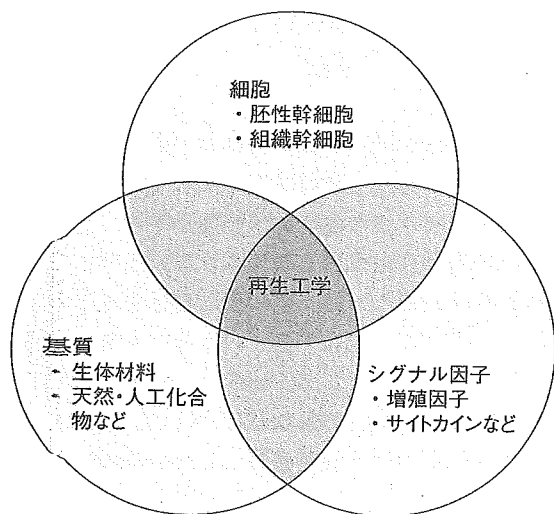 細胞
・胚性幹細胞
・組織幹細胞
再生工学
基質
・生体材料
・天然・人工化合
物など
シグナル因子
・増殖因子
・サイトカインなど